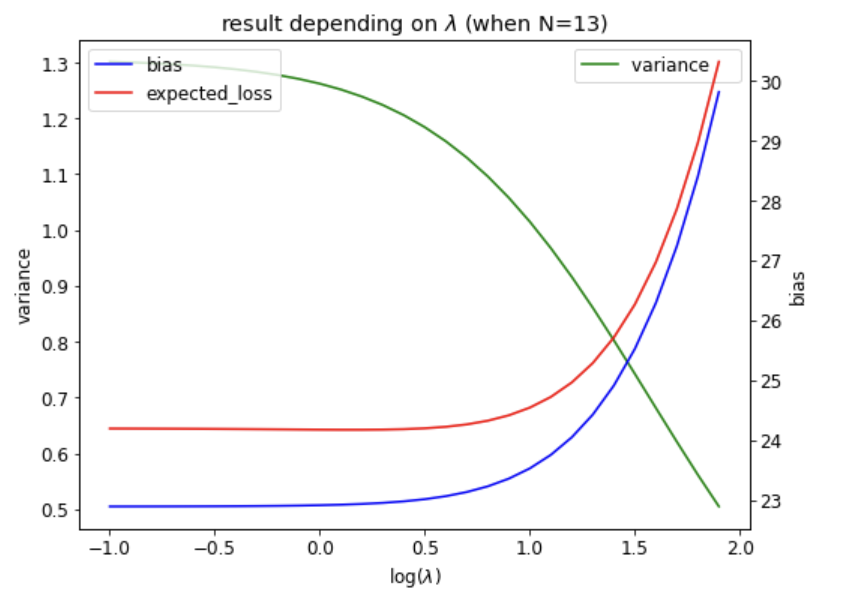 result depending on λ (when N=13)
bias
expected_loss
variance
1.3
1.2
1.1
1.0
0.9
0.8
0.7
0.6
0.5
variance
30
29
28
27
26
25
24
23
bias
−1.0 −0.5 0.0 0.5 1.0 1.5 2.0
log(λ)